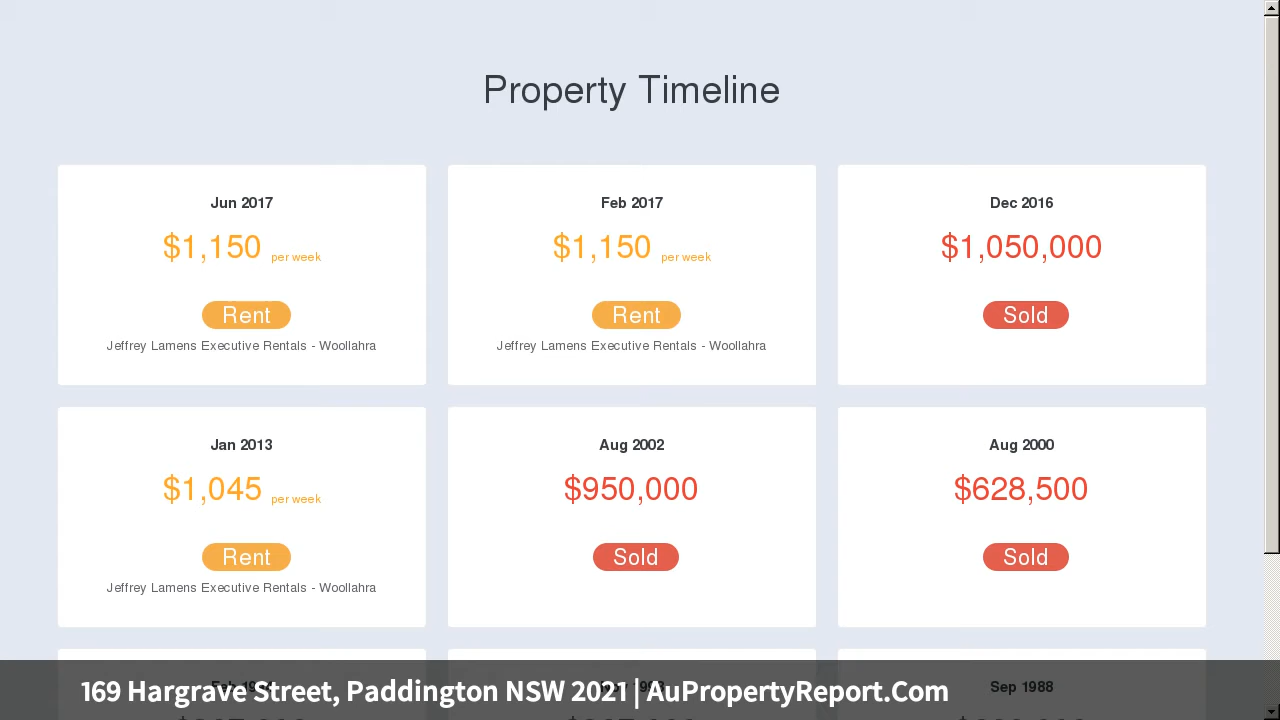 Property Timeline
Jun 2017
$1,150 per week
Rent
Jeffrey Lamens Executive Rentals - Woollahra
Feb 2017
$1,150 per week
Rent
Jeffrey Lamens Executive Rentals - Woollahra
Dec 2016
$1,050,000
Sold
Jan 2013
$1,045 per week
Rent
Jeffrey Lamens Executive Rentals - Woollahra
Aug 2002
$950,000
Sold
Aug 2000
$628,500
Sold
Sep 1988
169 Hargrave Street, Paddington NSW 2021 | AuPropertyReport.Com